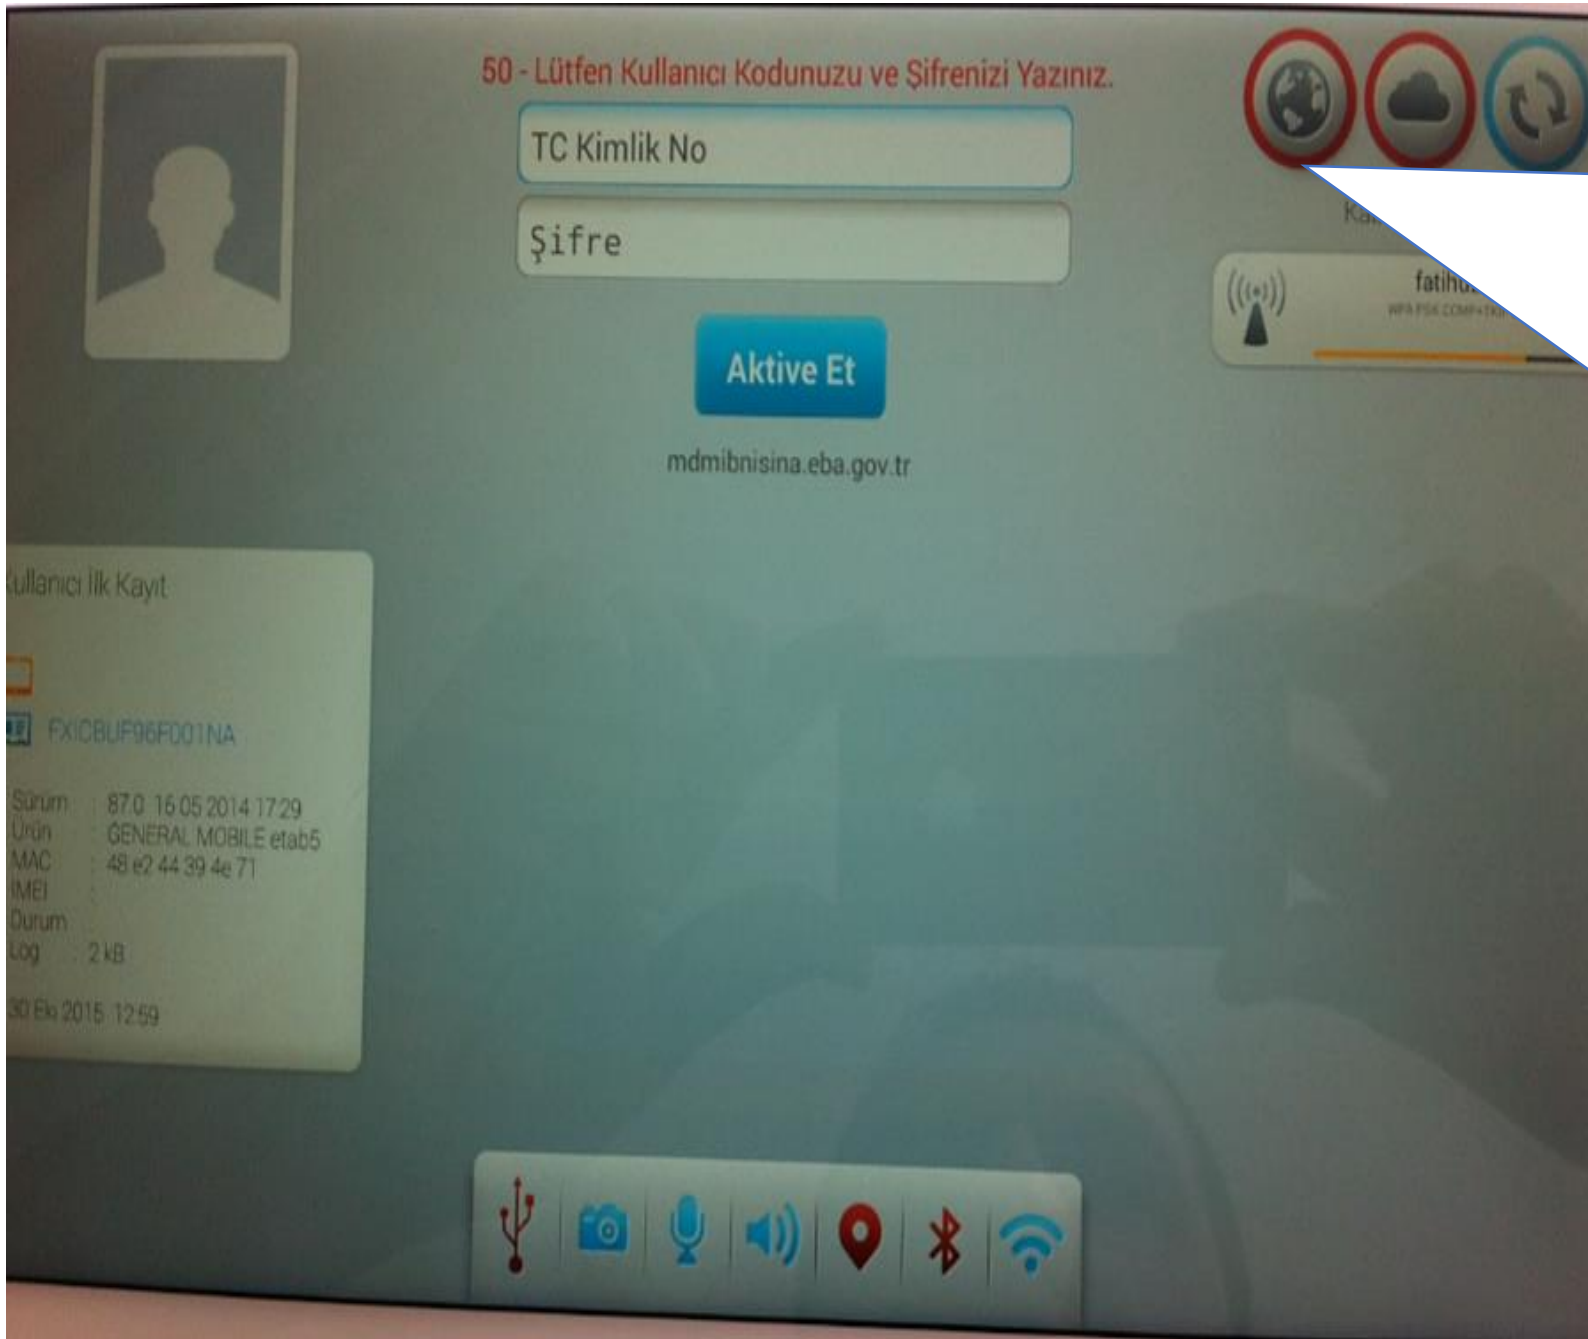 50 - Lütfen Kullanıcı Kodunuzu ve Şifrenizi Yazınız.
TC Kimlik No
Şifre
Aktive Et
mdmibnisina.eba.gov.tr
Kullanıcı İlk Kayıt
FXICBUF96F001NA
Sürüm : 87.0 16.05.2014 17:29
Ürün : GENERAL MOBILE etab5
MAC : 48 e2 44 39 4e 71
IMEI :
Durum
Log : 2 kB
30 Eki 2015 12:59